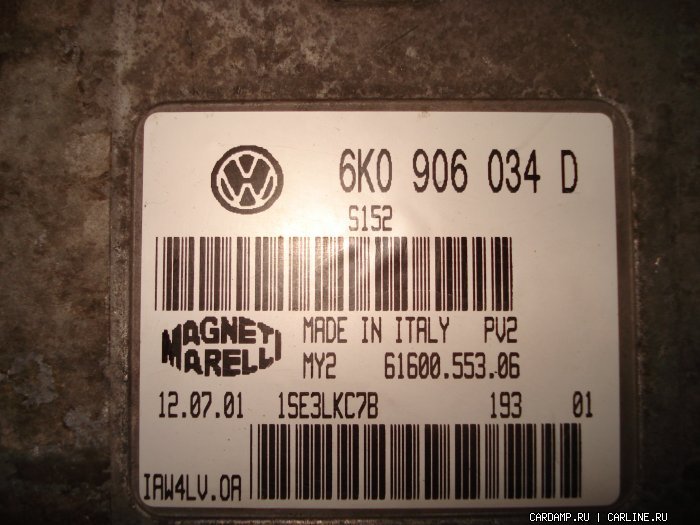 6K0 906 034 D
S152
MAGNETI MARELLI
MADE IN ITALY PV2
MY2 61600.553.06
12.07.01 1SE3LKC7B 193 01
IAW4LV.0A
CARDAMP.RU | CARLINE.RU